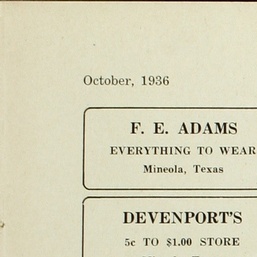 October, 1936
F. E. ADAMS
EVERYTHING TO WEAR
Mineola, Texas
DEVENPORT'S
5c TO $1.00 STORE